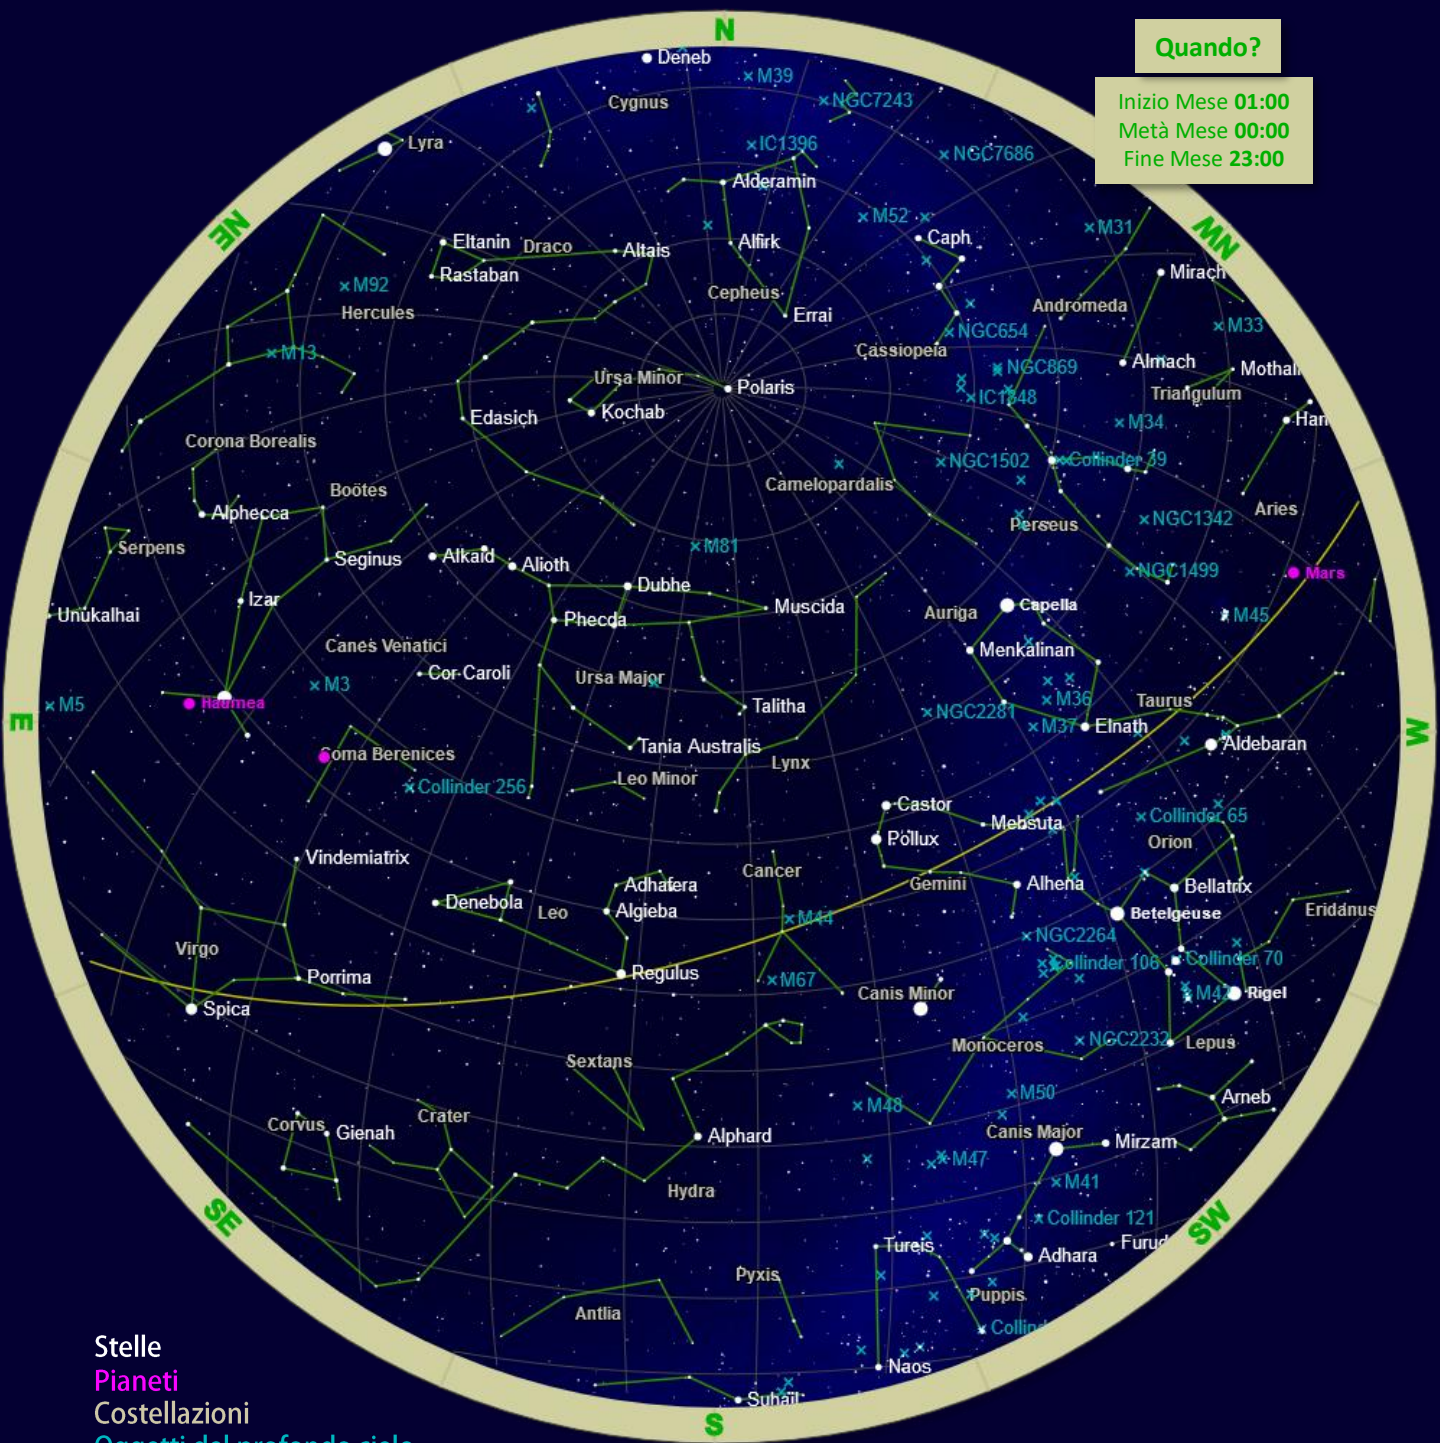 N
Quando?
Inizio Mese 01:00
Metà Mese 00:00
Fine Mese 23:00
Deneb
M39
Cygnus
NGC7243
Lyra
IC1396
NGC7686
Alderamin
NE
M52
NW
M31
Eltanin
Draco
Altais
Alfirk
Caph
Rastaban
Mirach
M92
Cepheus
Hercules
Errai
Andromeda
NGC654
M33
M13
Cassiopeia
NGC869
Almach
Mothall
Ursa Minor
Polaris
IC1848
Triangulum
Kochab
Edasich
M34
Han
Corona Borealis
NGC1502
Collinder 39
Boötes
Camelopardalis
Alphecca
Perseus
NGC1342
Aries
Serpens
M81
Seginus
Alkaid
Alioth
NGC1499
Mars
Dubhe
Izar
Muscida
Capella
Unukalhai
Phecda
Auriga
M45
Canes Venatici
Menkalinan
Cor Caroli
Ursa Major
M3
Haumea
M5
Talitha
NGC2281
M36
Taurus
E
M37
Elnath
W
Coma Berenices
Tania Australis
Lynx
Aldebaran
Leo Minor
Collinder 256
Castor
Mebsuta
Collinder 65
Pollux
Orion
Vindemiatrix
Cancer
Adhafera
Gemini
Alhena
Bellatrix
Denebola
Leo
Algieba
M44
Betelgeuse
Eridanus
NGC2264
Virgo
Collinder 106
Collinder 70
Porrima
Regulus
M67
Canis Minor
M42
Rigel
Spica
Monoceros
NGC2232
Lepus
Sextans
M50
Arneb
M48
Crater
Corvus
Gienah
Alphard
Canis Major
Mirzam
M47
M41
Hydra
SE
Collinder 121
SW
Tureis
Adhara
Furud
Pyxis
Puppis
Antlia
Collind
Stelle
Naos
Pianeti
Suhail
Costellazioni
S
Oggetti del profondo cielo